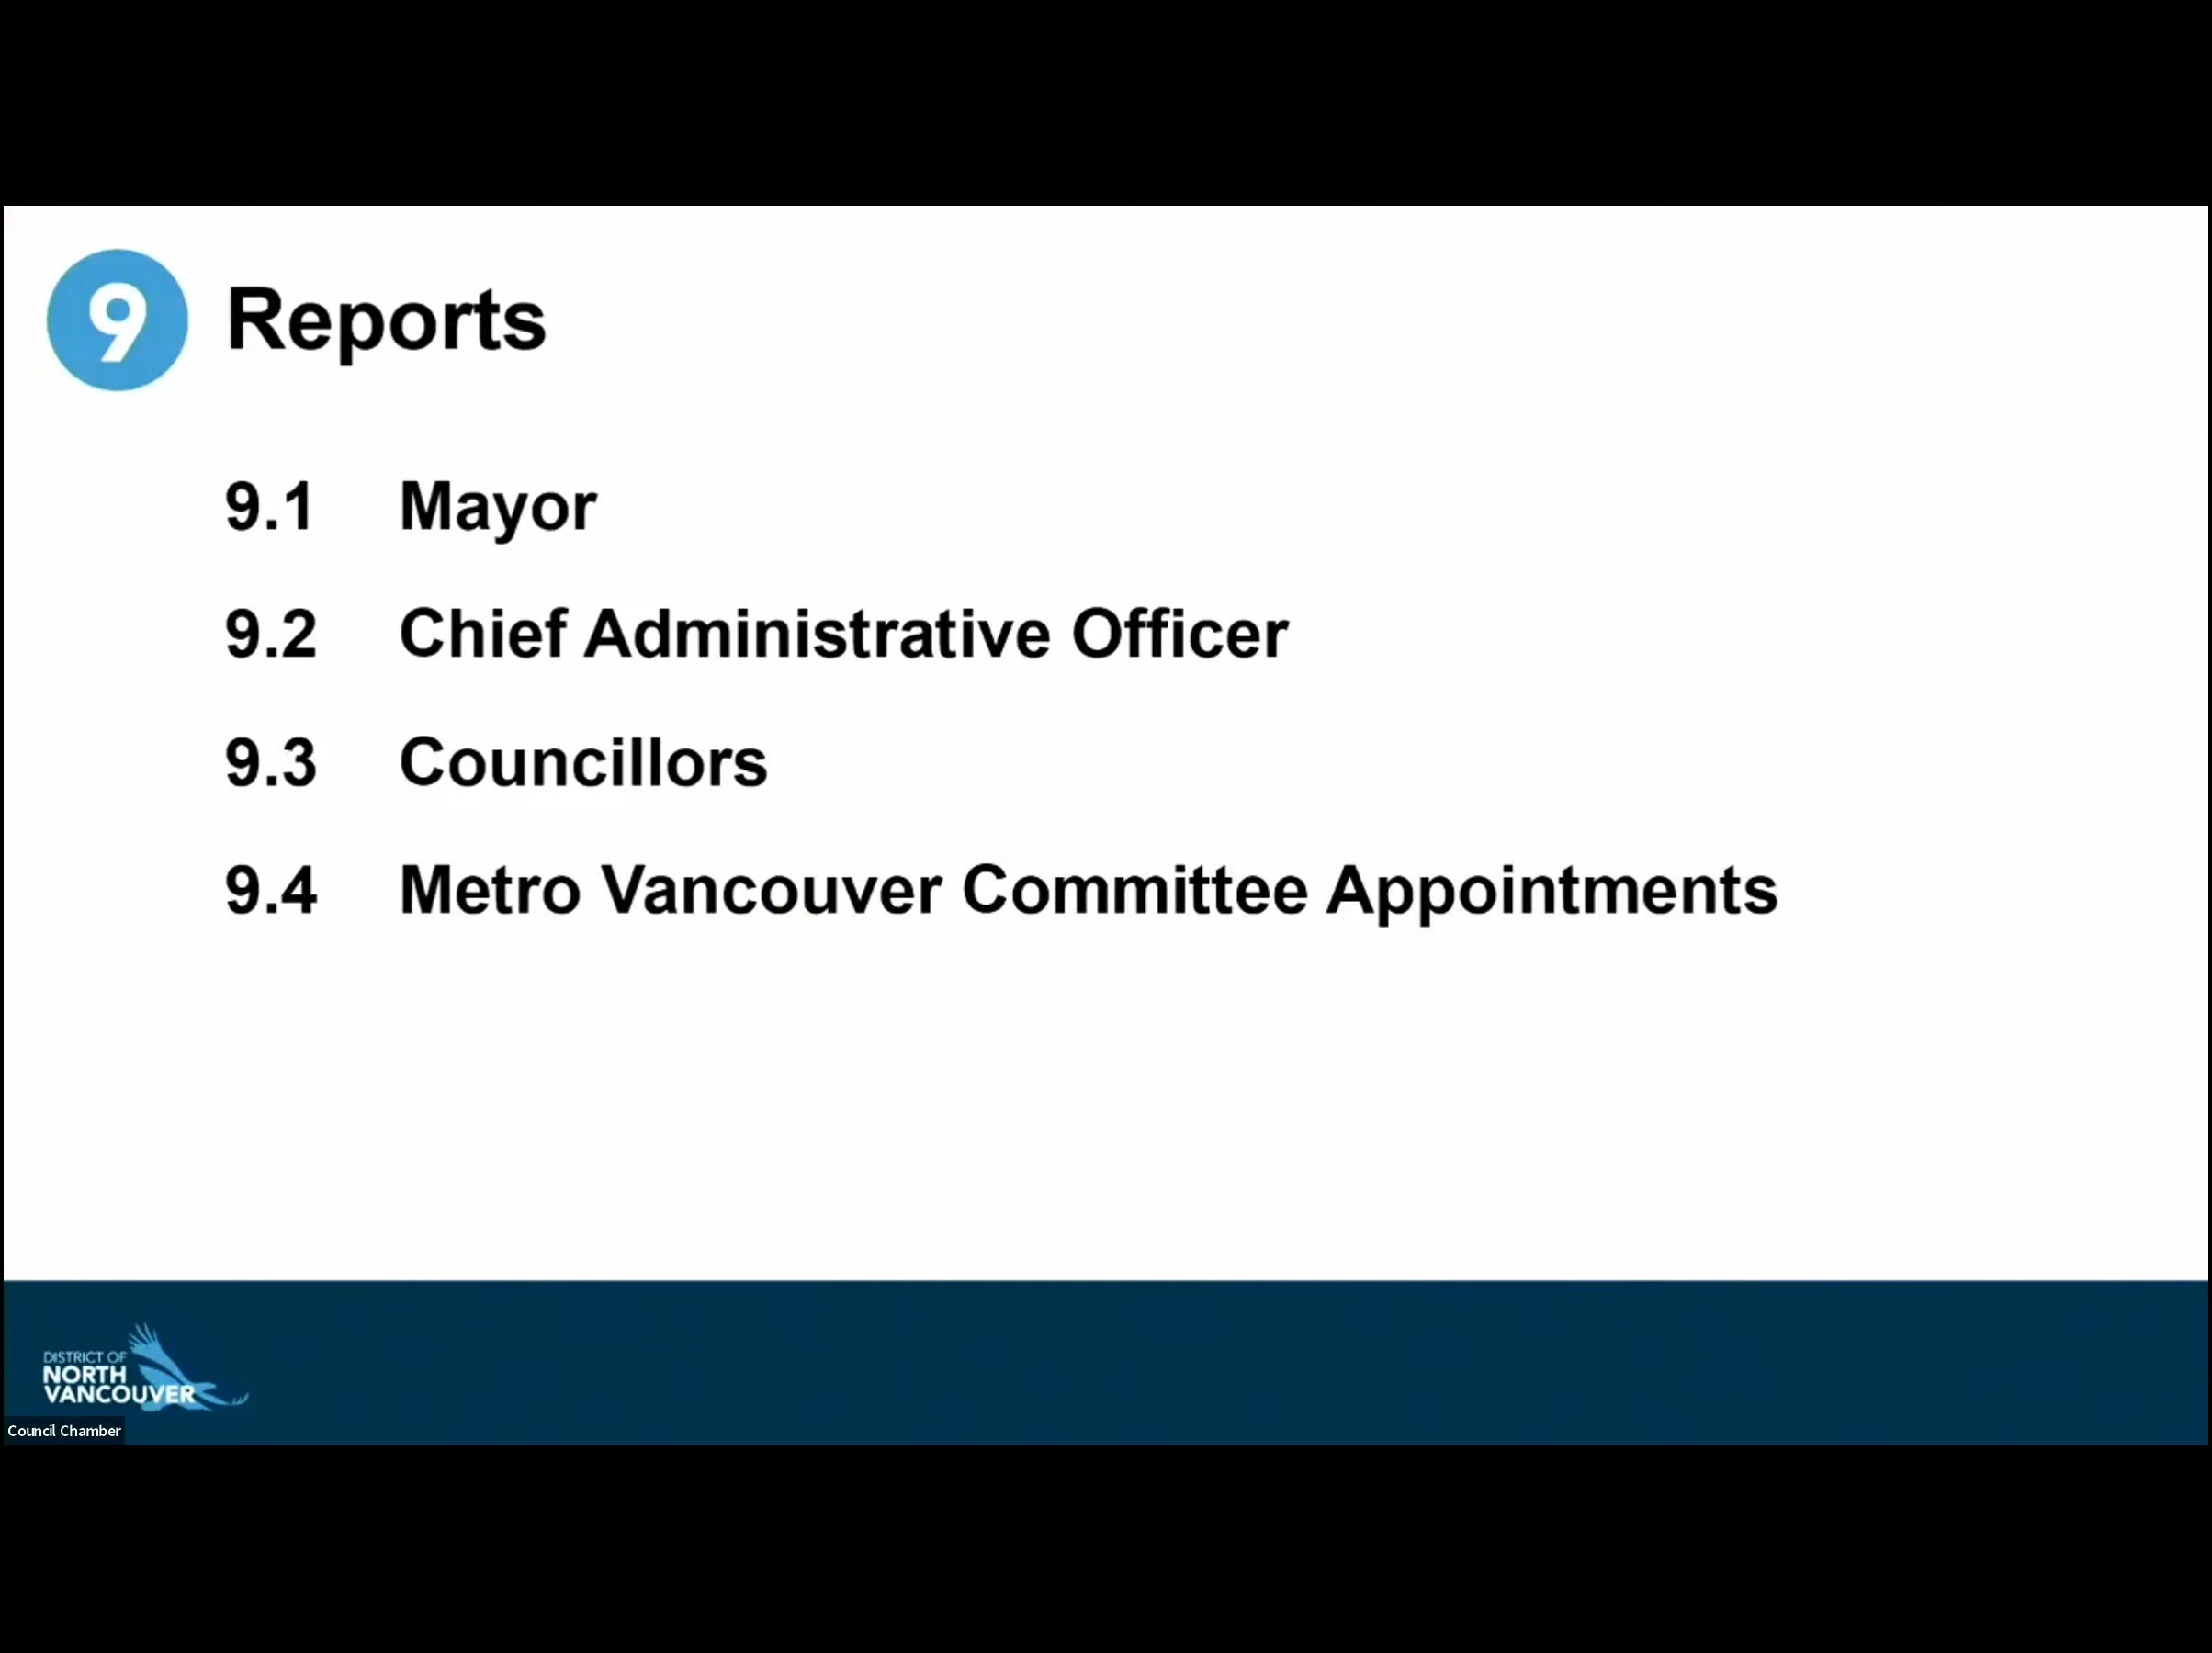 9 Reports
9.1 Mayor
9.2 Chief Administrative Officer
9.3 Councillors
9.4 Metro Vancouver Committee Appointments
DISTRICT OF
NORTH
VANCOUVER
Council Chamber